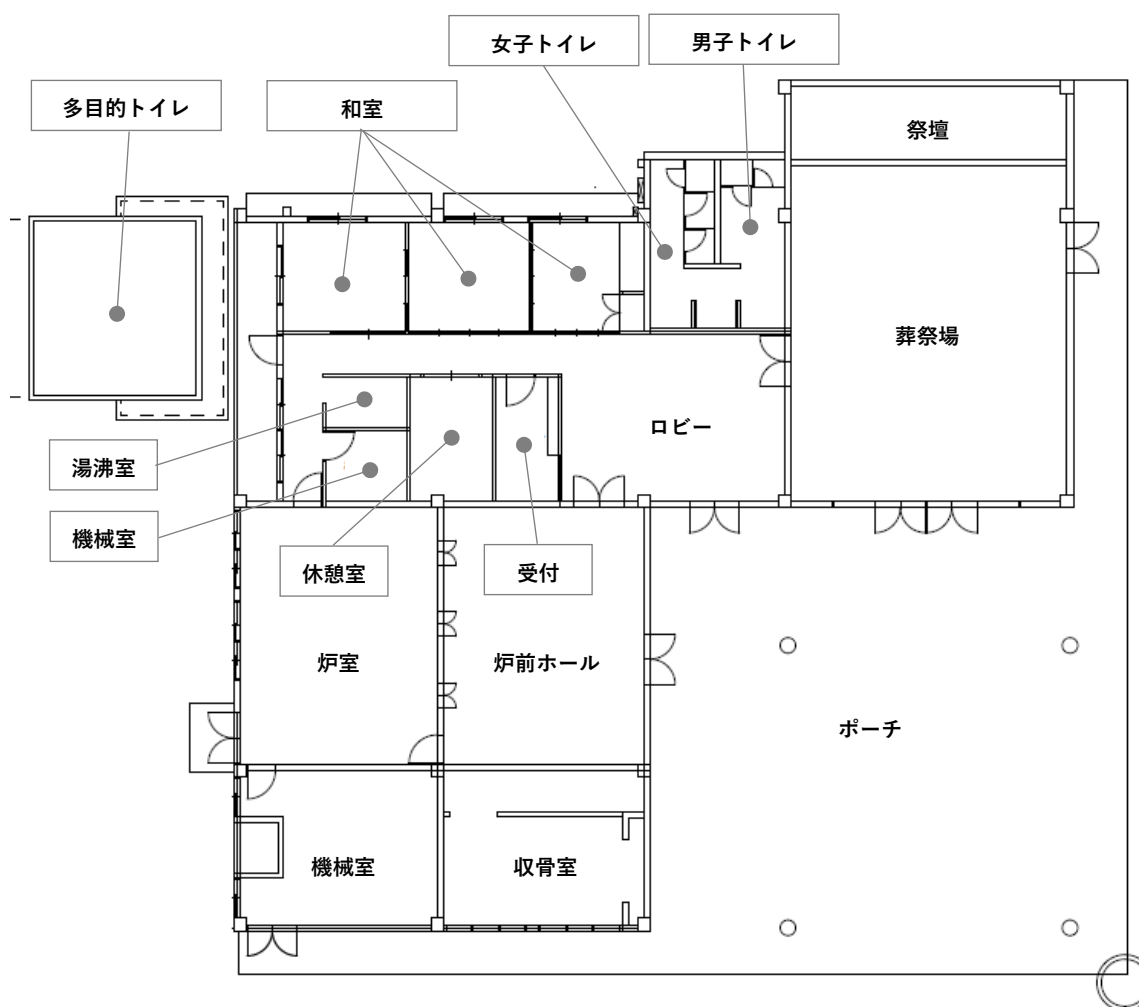 女子トイレ
男子トイレ
多目的トイレ
和室
祭壇
葬祭場
ロビー
湯沸室
機械室
休憩室
受付
炉室
炉前ホール
ポーチ
機械室
収骨室